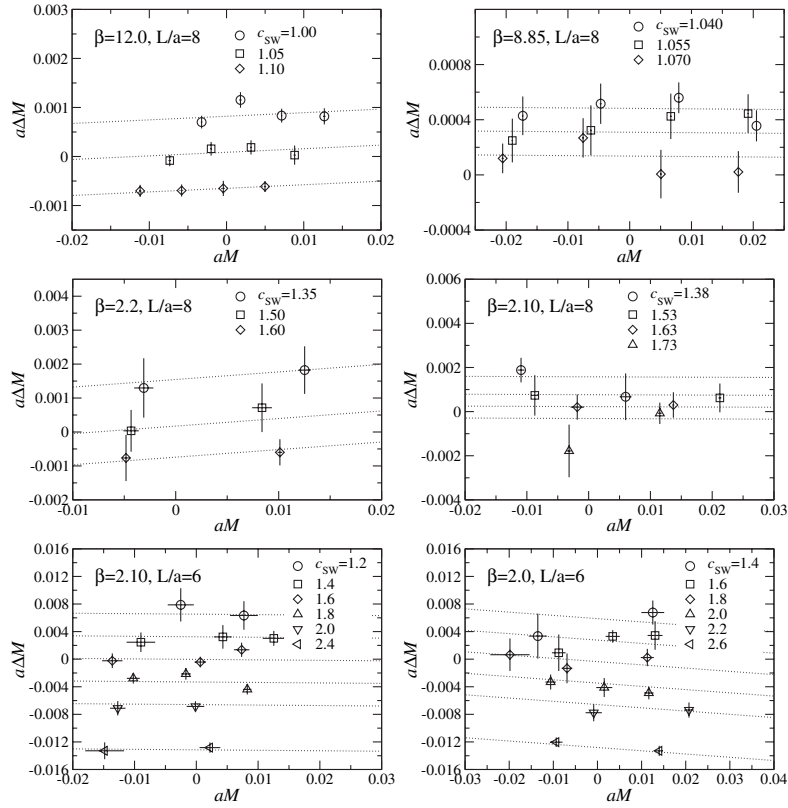 0.003
0.002
0.001
0
-0.001
aΔM
β=12.0, L/a=8
c_SW=1.00
1.05
1.10
-0.02 -0.01 0 0.01 0.02
aM
0.0008
0.0004
0
-0.0004
aΔM
β=8.85, L/a=8
c_SW=1.040
1.055
1.070
-0.02 -0.01 0 0.01 0.02
aM
0.004
0.003
0.002
0.001
0
-0.001
-0.002
aΔM
β=2.2, L/a=8
c_SW=1.35
1.50
1.60
-0.01 0 0.01 0.02
aM
0.006
0.004
0.002
0
-0.002
-0.004
aΔM
β=2.10, L/a=8
c_SW=1.38
1.53
1.63
1.73
-0.02 -0.01 0 0.01 0.02 0.03
aM
0.016
0.012
0.008
0.004
0
-0.004
-0.008
-0.012
-0.016
aΔM
β=2.10, L/a=6
c_SW=1.2
1.4
1.6
1.8
2.0
2.4
-0.02 -0.01 0 0.01 0.02 0.03
aM
0.016
0.012
0.008
0.004
0
-0.004
-0.008
-0.012
-0.016
aΔM
β=2.0, L/a=6
c_SW=1.4
1.6
1.8
2.0
2.2
2.6
-0.03 -0.02 -0.01 0 0.01 0.02 0.03 0.04
aM